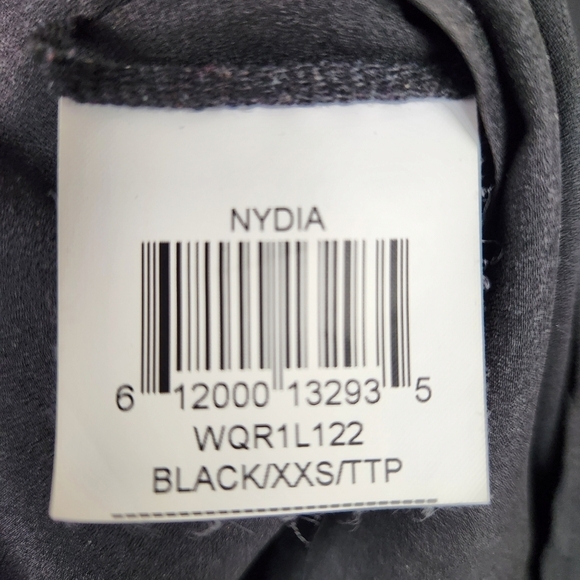 NYDIA
6 12000 13293 5
WQR1L122
BLACK/XXS/TTP